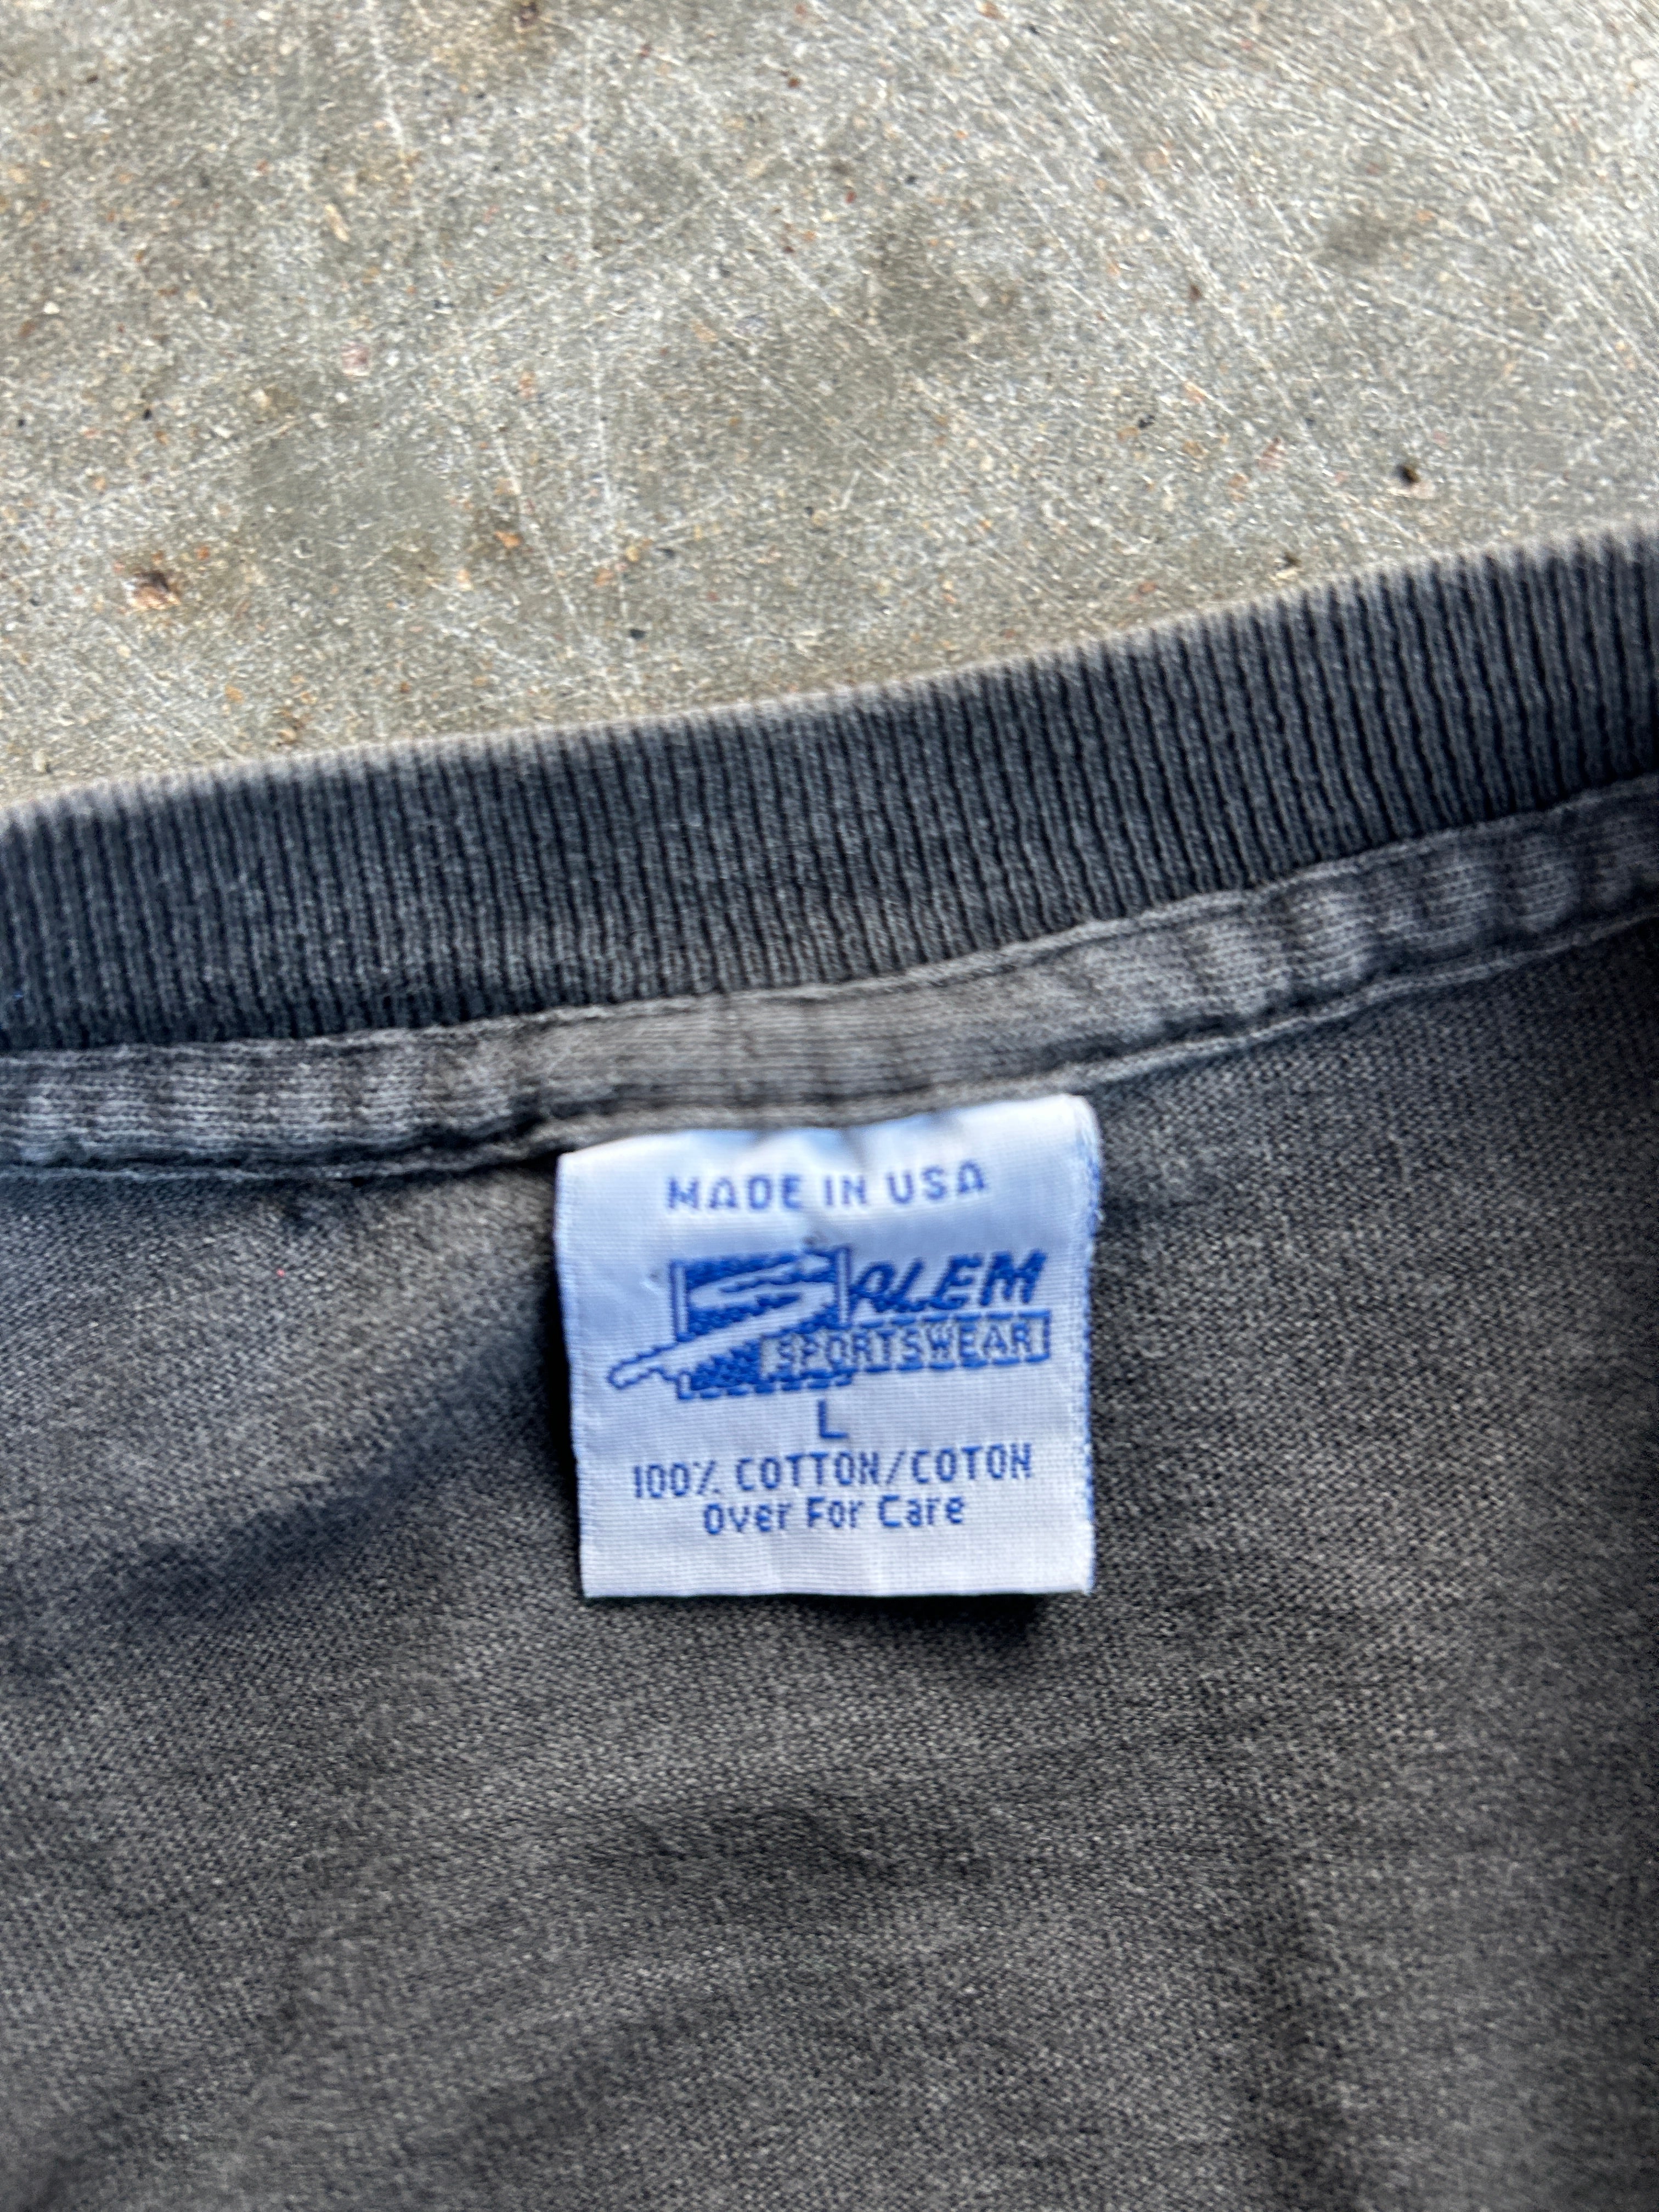 MADE IN USA
SALEM
SPORTSWEAR
L
100% COTTON/COTON
Over For Care